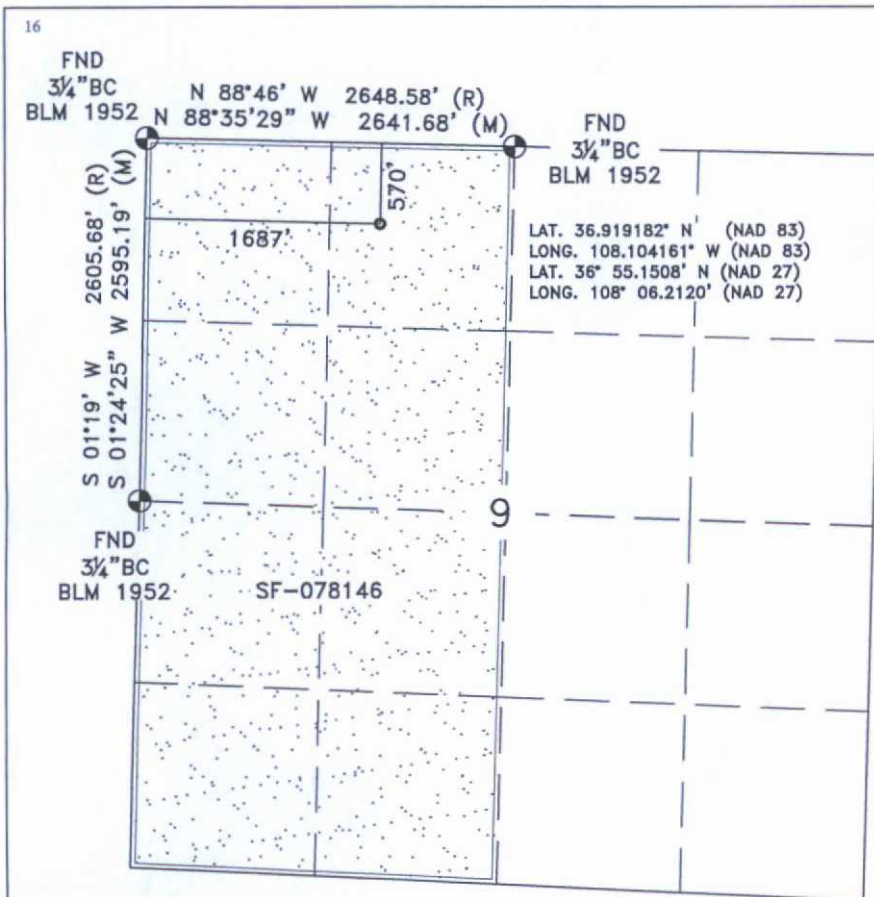 16
FND
3¼"BC
BLM 1952
N 88°46' W 2648.58' (R)
N 88°35'29" W 2641.68' (M)
FND
3¼"BC
BLM 1952
S 01°19' W 2605.68' (R)
S 01°24'25" W 2595.19' (M)
570'
1687'
LAT. 36.919182° N (NAD 83)
LONG. 108.104161° W (NAD 83)
LAT. 36° 55.1508' N (NAD 27)
LONG. 108° 06.2120' (NAD 27)
9
FND
3¼"BC
BLM 1952
SF-078146